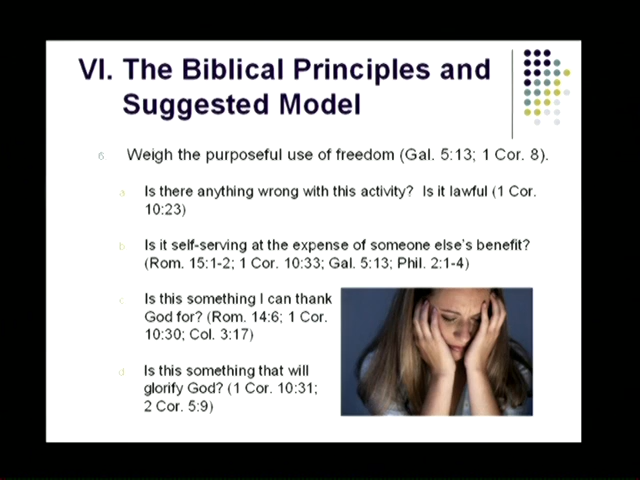 VI. The Biblical Principles and
Suggested Model
6. Weigh the purposeful use of freedom (Gal. 5:13; 1 Cor. 8).
a. Is there anything wrong with this activity? Is it lawful (1 Cor.
10:23)
b. Is it self-serving at the expense of someone else's benefit?
(Rom. 15:1-2; 1 Cor. 10:33; Gal. 5:13; Phil. 2:1-4)
c. Is this something I can thank
God for? (Rom. 14:6; 1 Cor.
10:30; Col. 3:17)
d. Is this something that will
glorify God? (1 Cor. 10:31;
2 Cor. 5:9)